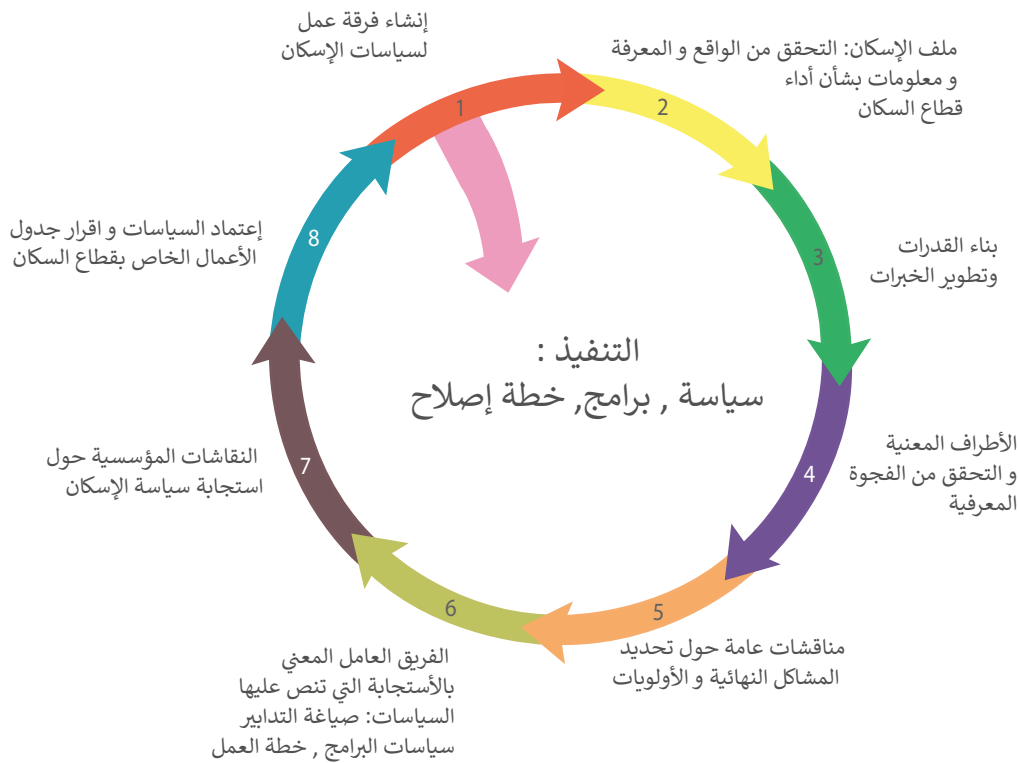 1
إنشاء فرقة عمل
لسياسات الإسكان
2
ملف الإسكان: التحقق من الواقع و المعرفة
و معلومات بشأن أداء
قطاع السكان
3
بناء القدرات
وتطوير الخبرات
4
الأطراف المعنية
و التحقق من الفجوة
المعرفية
5
مناقشات عامة حول تحديد
المشاكل النهائية و الأولويات
6
الفريق العامل المعني
بالأستجابة التي تنص عليها
السياسات: صياغة التدابير
سياسات البرامج , خطة العمل
7
النقاشات المؤسسية حول
استجابة سياسة الإسكان
8
إعتماد السياسات و اقرار جدول
الأعمال الخاص بقطاع السكان
التنفيذ :
سياسة , برامج, خطة إصلاح